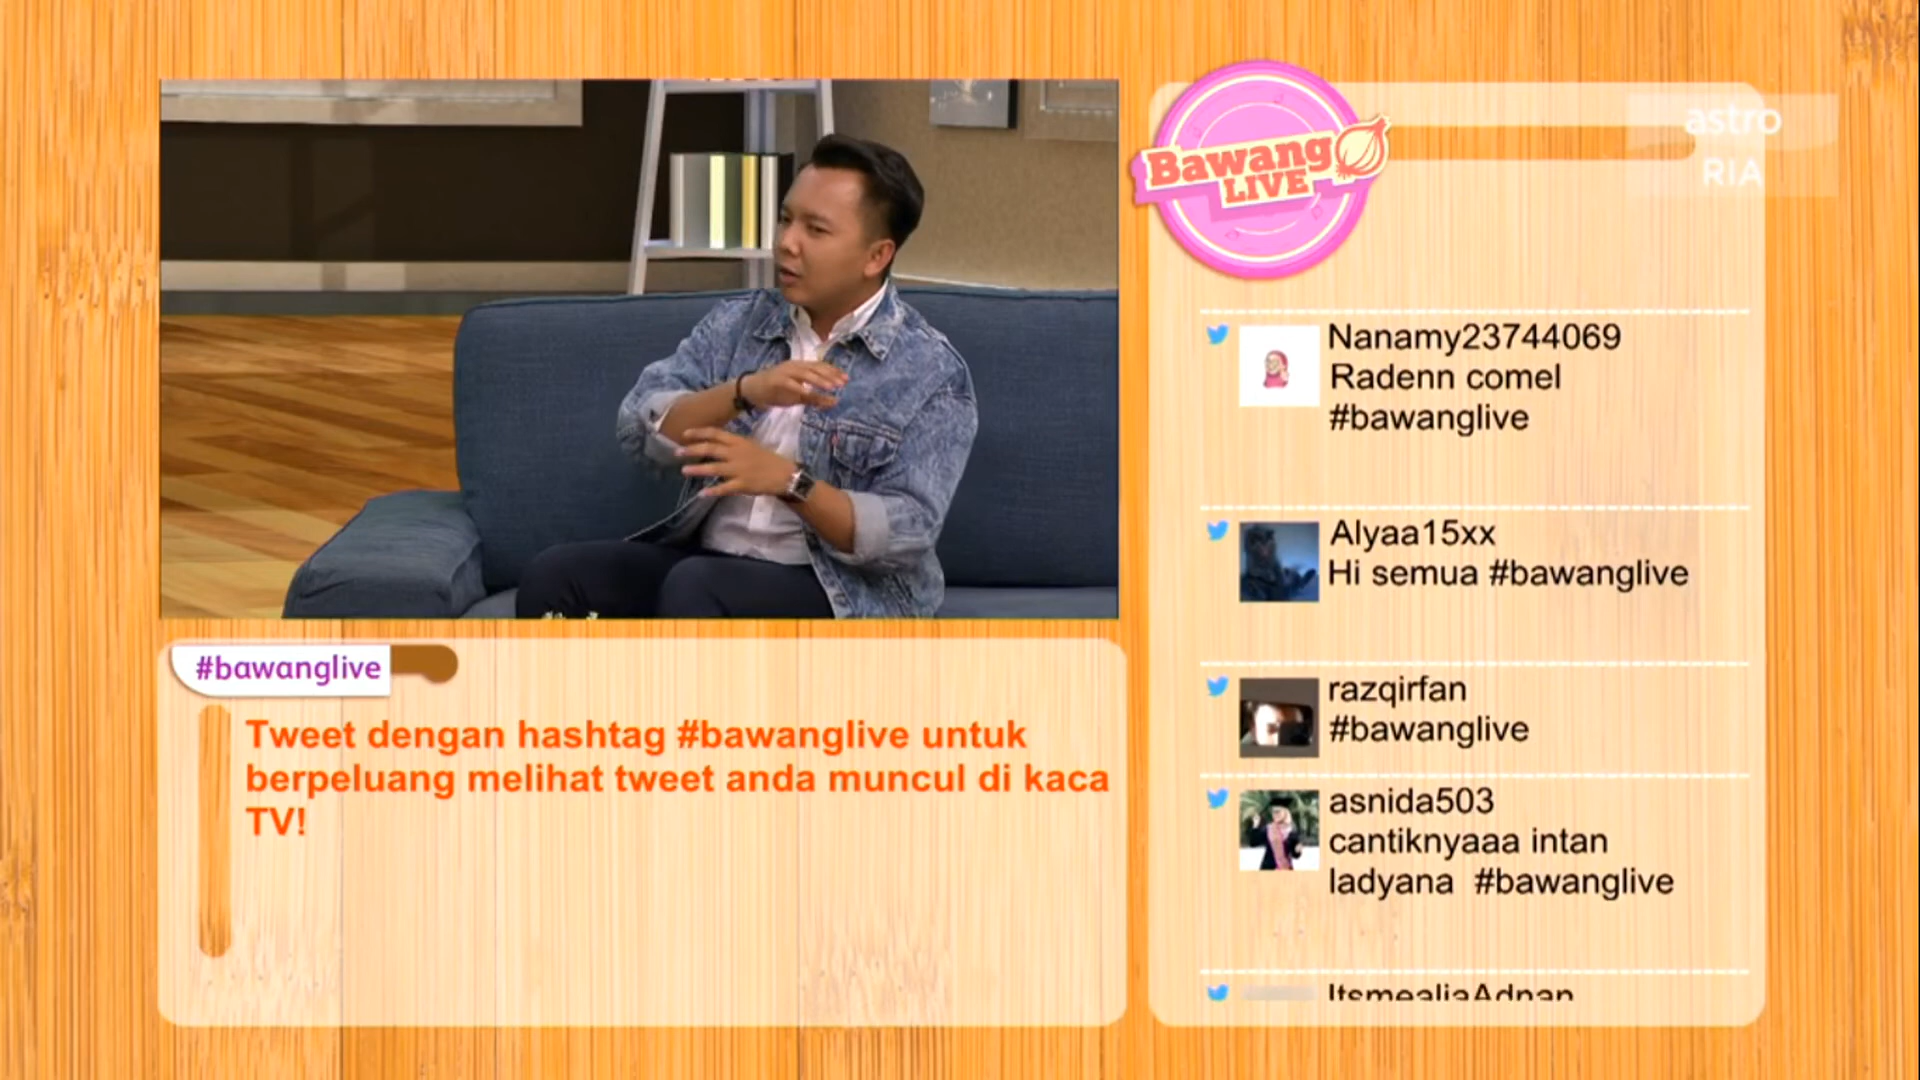 Bawang
LIVE
astro
RIA
Nanamy23744069
Radenn comel
#bawanglive
Alyaa15xx
Hi semua #bawanglive
razqirfan
#bawanglive
asnida503
cantiknyaaa intan
ladyana #bawanglive
ItsmealiaAdnan
#bawanglive
Tweet dengan hashtag #bawanglive untuk
berpeluang melihat tweet anda muncul di kaca
TV!